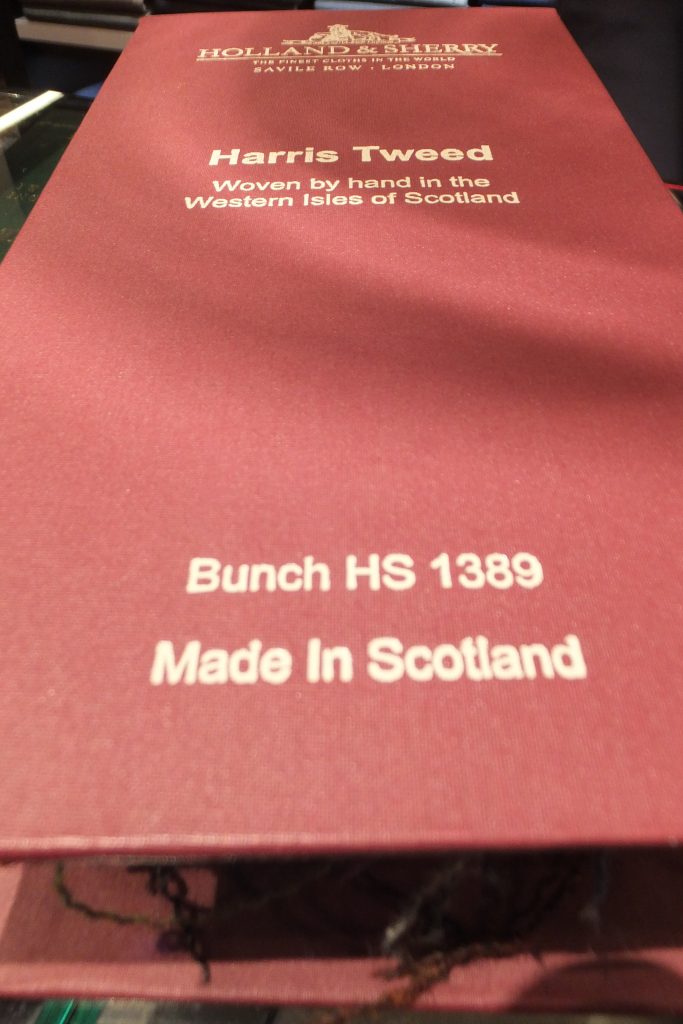 HOLLAND & SHERRY
THE FINEST CLOTHS IN THE WORLD
SAVILE ROW · LONDON
Harris Tweed
Woven by hand in the
Western Isles of Scotland
Bunch HS 1389
Made In Scotland